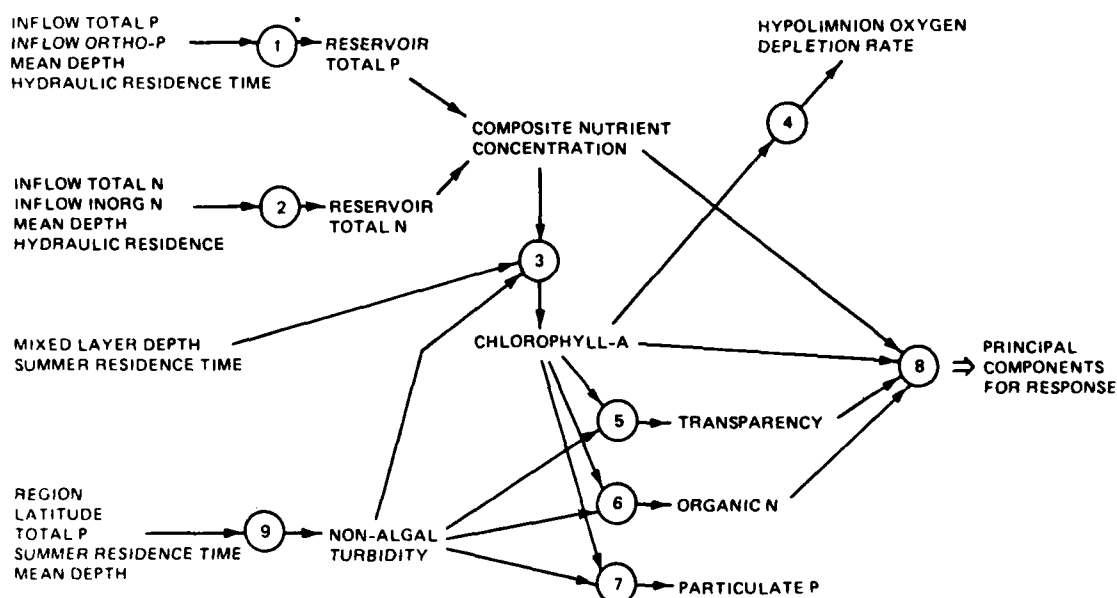 INFLOW TOTAL P
INFLOW ORTHO-P
MEAN DEPTH
HYDRAULIC RESIDENCE TIME
1
RESERVOIR
TOTAL P
HYPOLIMNION OXYGEN
DEPLETION RATE
4
COMPOSITE NUTRIENT
CONCENTRATION
INFLOW TOTAL N
INFLOW INORG N
MEAN DEPTH
HYDRAULIC RESIDENCE
2
RESERVOIR
TOTAL N
3
MIXED LAYER DEPTH
SUMMER RESIDENCE TIME
CHLOROPHYLL-A
8
⇒ PRINCIPAL
COMPONENTS
FOR RESPONSE
5
TRANSPARENCY
6
ORGANIC N
REGION
LATITUDE
TOTAL P
SUMMER RESIDENCE TIME
MEAN DEPTH
9
NON-ALGAL
TURBIDITY
7
PARTICULATE P